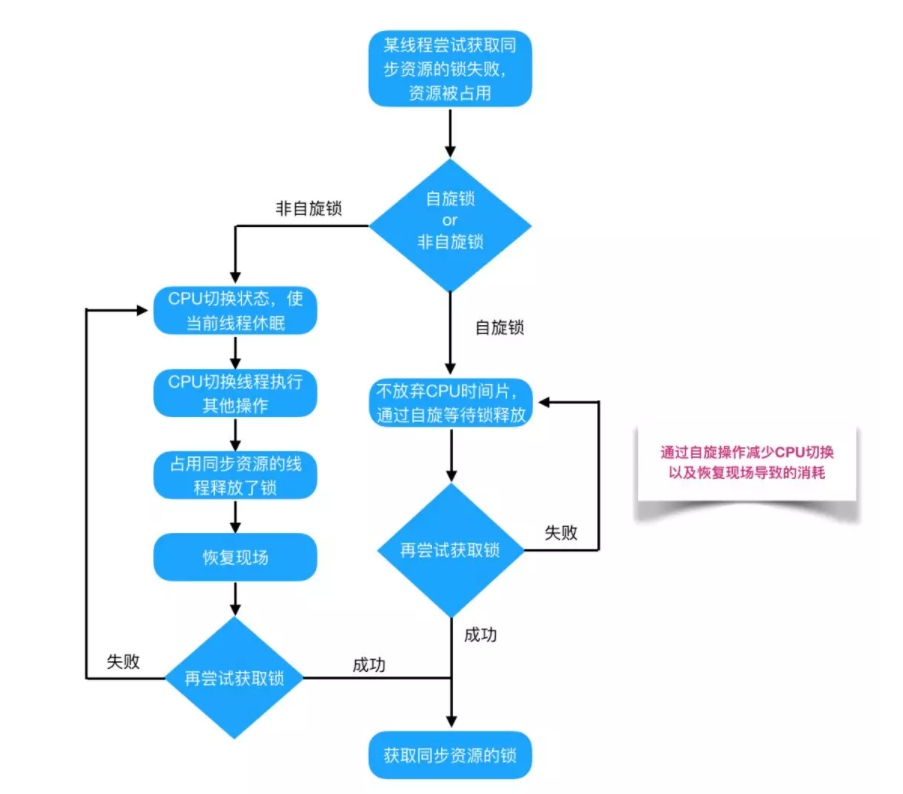 某线程尝试获取同
步资源的锁失败，
资源被占用
自旋锁
or
非自旋锁
非自旋锁
CPU切换状态，使
当前线程休眠
CPU切换线程执行
其他操作
占用同步资源的线
程释放了锁
恢复现场
再尝试获取锁
失败
成功
自旋锁
不放弃CPU时间片，
通过自旋等待锁释放
再尝试获取锁
失败
成功
获取同步资源的锁
通过自旋操作减少CPU切换
以及恢复现场导致的消耗